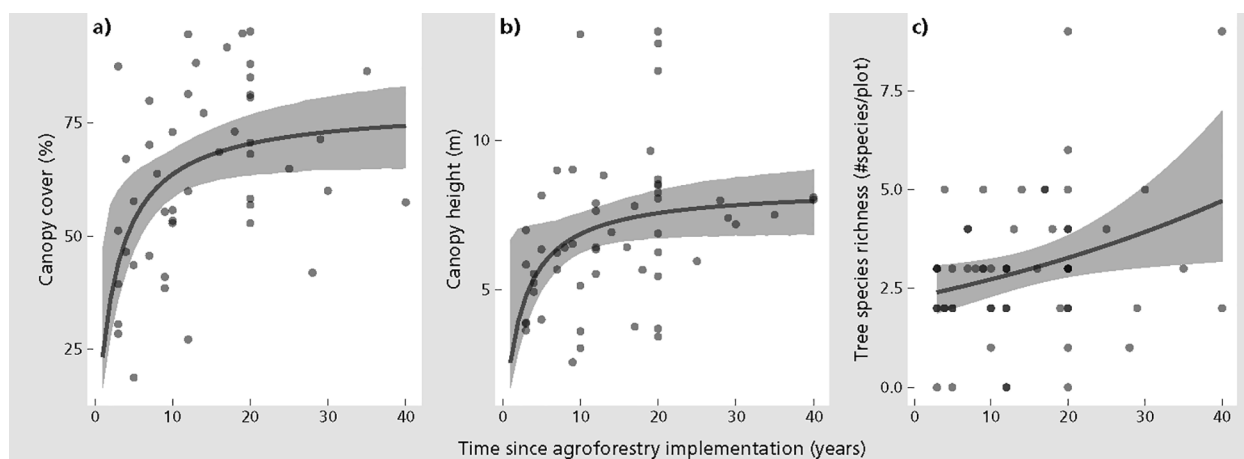 a)
Canopy cover (%)
75
50
25
0 10 20 30 40
b)
Canopy height (m)
10
5
0 10 20 30 40
c)
Tree species richness (#species/plot)
7.5
5.0
2.5
0.0
0 10 20 30 40
Time since agroforestry implementation (years)